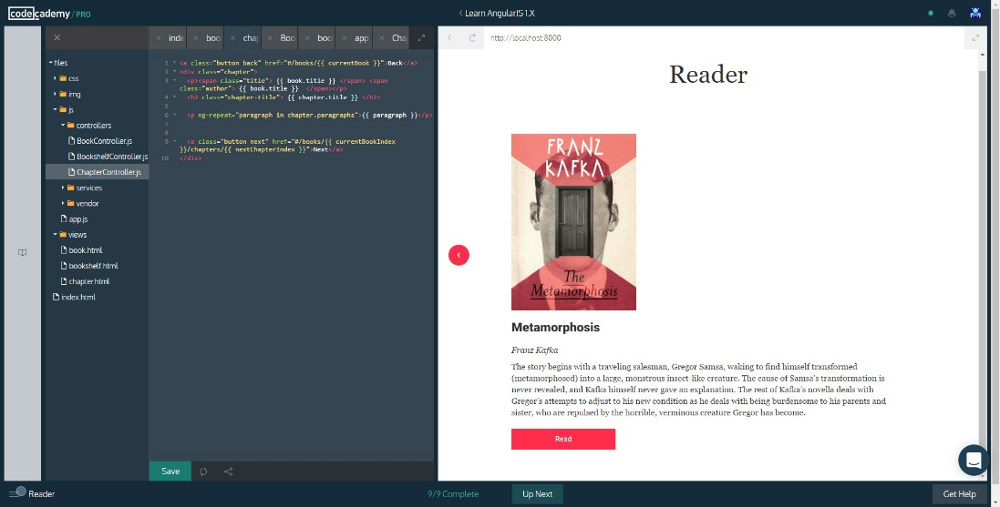 codecademy / PRO
Learn AngularJS 1.X
inde
boo
cha
Boo
boo
app
Cha
http://localhost:8000
files
css
img
js
controllers
BookController.js
BookshelfController.js
ChapterController.js
services
vendor
app.js
views
book.html
bookshelf.html
chapter.html
index.html
1 <a class="button back" href="#/books/{{ currentBook }}">Back</a>
2 <div class="chapter">
3 <p><span class="title"> {{ book.title }} </span> <span
class="author"> {{ book.title }} </span></p>
4 <h2 class="chapter-title"> {{ chapter.title }} </h2>
5
6 <p ng-repeat="paragraph in chapter.paragraphs">{{ paragraph }}</p>
7
8
9 <a class="button next" href="#/books/{{ currentBookIndex
}}/chapters/{{ nextChapterIndex }}">Next</a>
10 </div>
Save
Reader
FRANZ
KAFKA
The
Metamorphosis
Metamorphosis
Franz Kafka
The story begins with a traveling salesman, Gregor Samsa, waking to find himself transformed
(metamorphosed) into a large, monstrous insect-like creature. The cause of Samsa's transformation is
never revealed, and Kafka himself never gave an explanation. The rest of Kafka's novella deals with
Gregor's attempts to adjust to his new condition as he deals with being burdensome to his parents and
sister, who are repulsed by the horrible, verminous creature Gregor has become.
Read
Reader
9/9 Complete
Up Next
Get Help